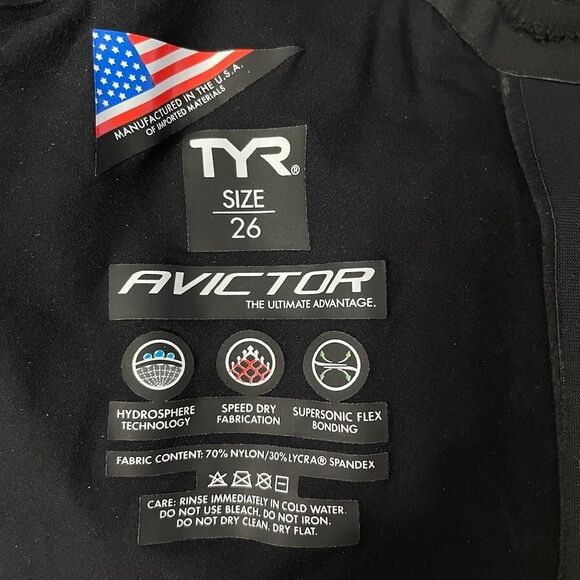 MANUFACTURED IN THE U.S.A.
OF IMPORTED MATERIALS
TYR®
SIZE
26
AVICTOR
THE ULTIMATE ADVANTAGE.
HYDROSPHERE
TECHNOLOGY
SPEED DRY
FABRICATION
SUPERSONIC FLEX
BONDING
FABRIC CONTENT: 70% NYLON/30% LYCRA® SPANDEX
CARE: RINSE IMMEDIATELY IN COLD WATER.
DO NOT USE BLEACH. DO NOT IRON.
DO NOT DRY CLEAN. DRY FLAT.